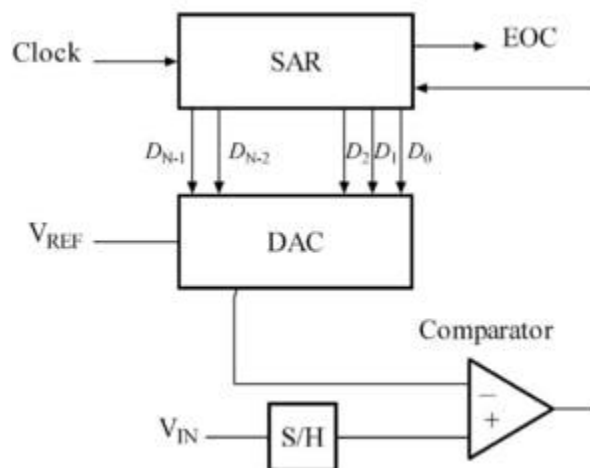 Clock
SAR
EOC
D_{N-1} D_{N-2} D_2 D_1 D_0
V_{REF}
DAC
Comparator
−
V_{IN}
S/H
+